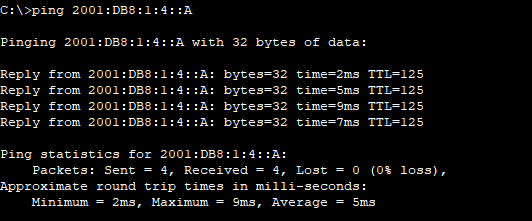 C:\>ping 2001:DB8:1:4::A
Pinging 2001:DB8:1:4::A with 32 bytes of data:
Reply from 2001:DB8:1:4::A: bytes=32 time=2ms TTL=125
Reply from 2001:DB8:1:4::A: bytes=32 time=5ms TTL=125
Reply from 2001:DB8:1:4::A: bytes=32 time=9ms TTL=125
Reply from 2001:DB8:1:4::A: bytes=32 time=7ms TTL=125
Ping statistics for 2001:DB8:1:4::A:
Packets: Sent = 4, Received = 4, Lost = 0 (0% loss),
Approximate round trip times in milli-seconds:
Minimum = 2ms, Maximum = 9ms, Average = 5ms